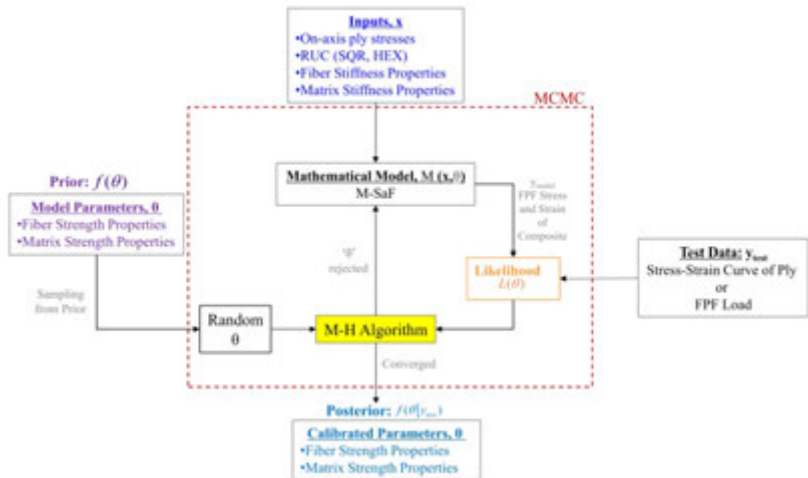 Inputs, x
•On-axis ply stresses
•RUC (SQR, HEX)
•Fiber Stiffness Properties
•Matrix Stiffness Properties
MCMC
Prior: f(θ)
Model Parameters, θ
•Fiber Strength Properties
•Matrix Strength Properties
Mathematical Model, M (x,θ)
M-SaF
y_model
FPF Stress
and Strain
of
Composite
rejected
Test Data: y_test
Stress-Strain Curve of Ply
or
FPF Load
Likelihood
L(θ)
Sampling
from Prior
Random
θ
M-H Algorithm
Converged
Posterior: f(θ|y_test)
Calibrated Parameters, θ
•Fiber Strength Properties
•Matrix Strength Properties